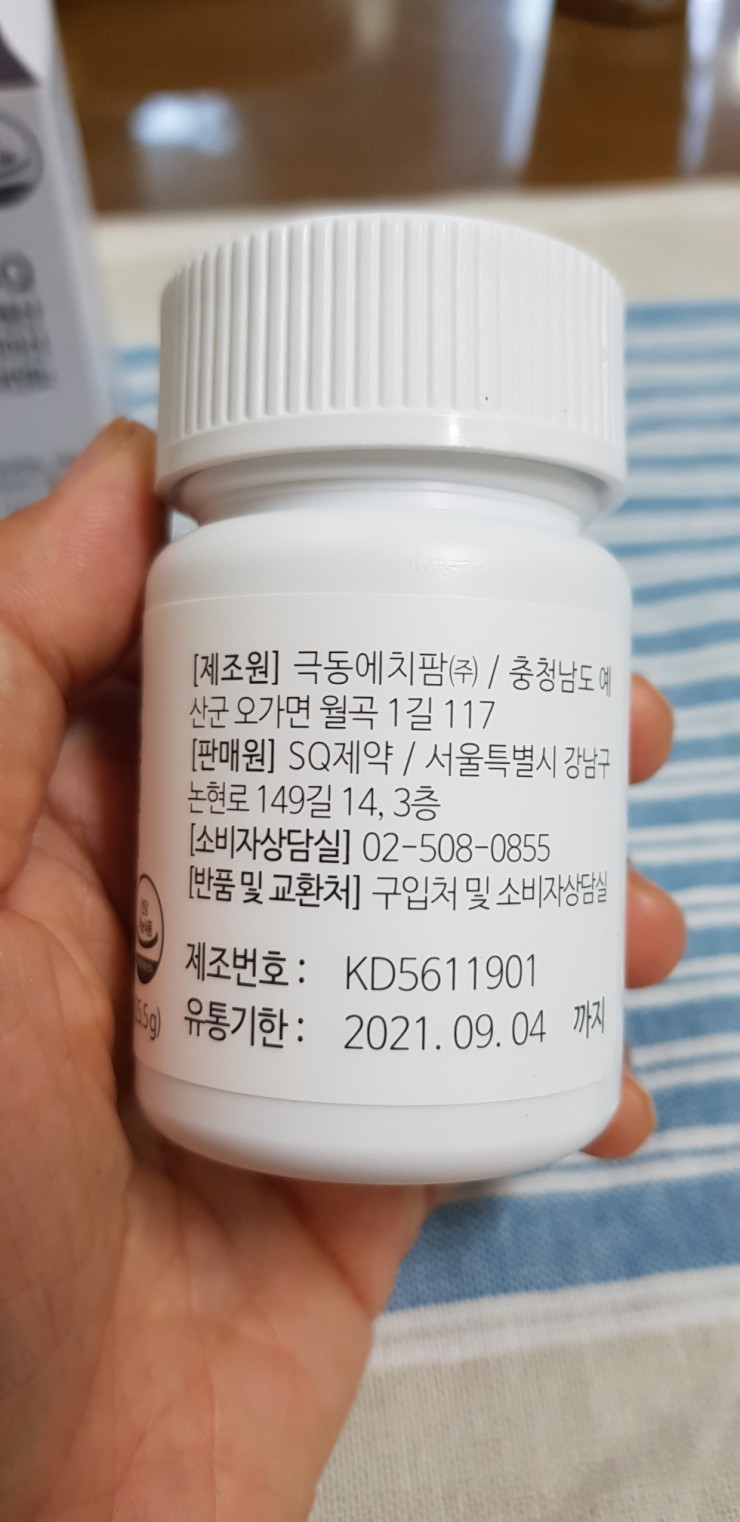 [제조원] 극동에치팜㈜ / 충청남도 예
산군 오가면 월곡 1길 117
[판매원] SQ제약 / 서울특별시 강남구
논현로 149길 14, 3층
[소비자상담실] 02-508-0855
[반품 및 교환처] 구입처 및 소비자상담실
제조번호 : KD5611901
유통기한 : 2021. 09. 04 까지